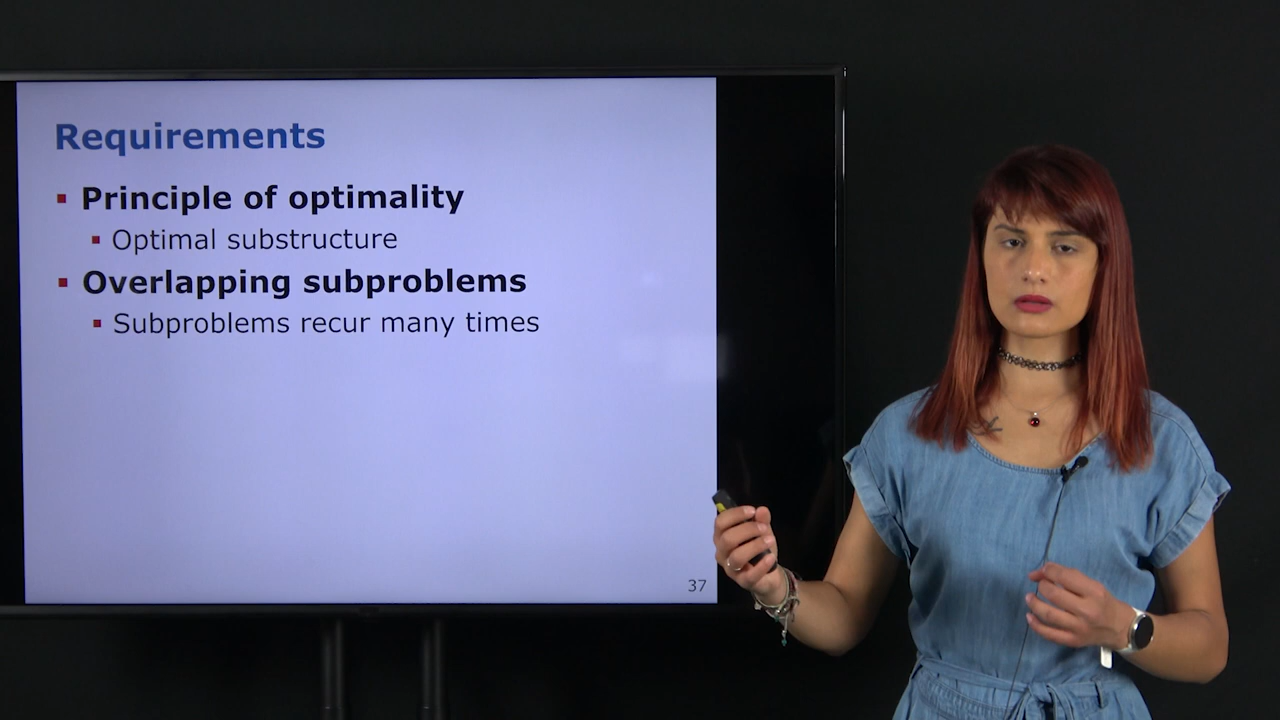 Requirements
▪ Principle of optimality
▪ Optimal substructure
▪ Overlapping subproblems
▪ Subproblems recur many times
37